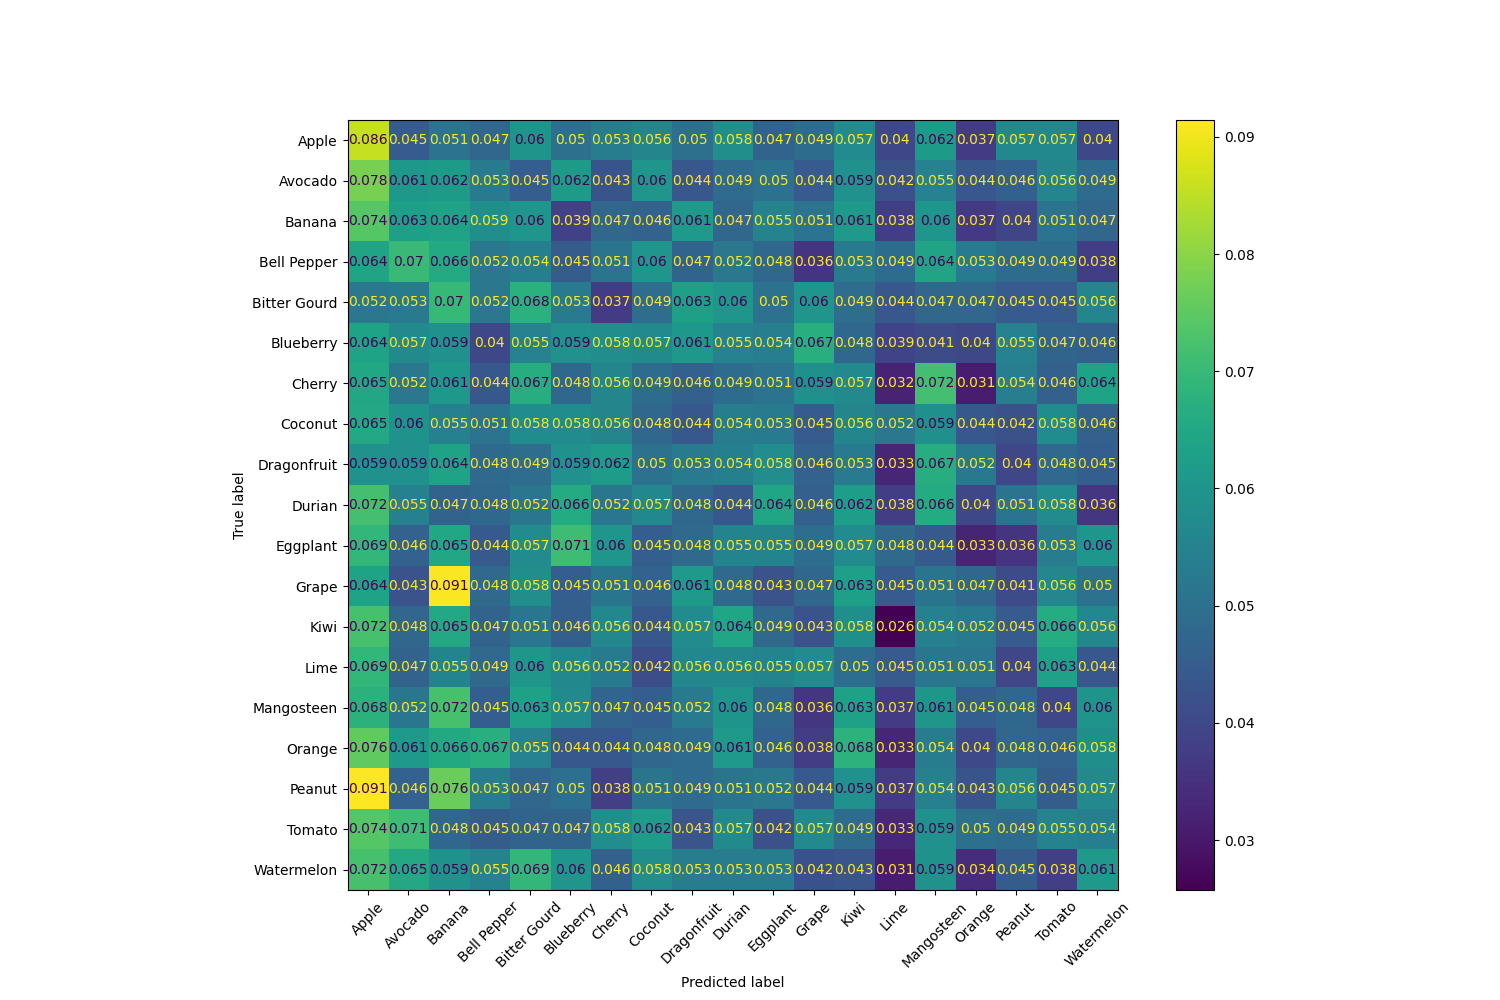 Apple 0.086 0.045 0.051 0.047 0.06 0.05 0.053 0.056 0.05 0.058 0.047 0.049 0.057 0.04 0.062 0.037 0.057 0.057 0.04
Avocado 0.078 0.061 0.062 0.053 0.045 0.062 0.043 0.06 0.044 0.049 0.05 0.044 0.059 0.042 0.055 0.044 0.046 0.056 0.049
Banana 0.074 0.063 0.064 0.059 0.06 0.039 0.047 0.046 0.061 0.047 0.055 0.051 0.061 0.038 0.06 0.037 0.04 0.051 0.047
Bell Pepper 0.064 0.07 0.066 0.052 0.054 0.045 0.051 0.06 0.047 0.052 0.048 0.036 0.053 0.049 0.064 0.053 0.049 0.049 0.038
Bitter Gourd 0.052 0.053 0.07 0.052 0.068 0.053 0.037 0.049 0.063 0.06 0.05 0.06 0.049 0.044 0.047 0.047 0.045 0.045 0.056
Blueberry 0.064 0.057 0.059 0.04 0.055 0.059 0.058 0.057 0.061 0.055 0.054 0.067 0.048 0.039 0.041 0.04 0.055 0.047 0.046
Cherry 0.065 0.052 0.061 0.044 0.067 0.048 0.056 0.049 0.046 0.049 0.051 0.059 0.057 0.032 0.072 0.031 0.054 0.046 0.064
Coconut 0.065 0.06 0.055 0.051 0.058 0.058 0.056 0.048 0.044 0.054 0.053 0.045 0.056 0.052 0.059 0.044 0.042 0.058 0.046
Dragonfruit 0.059 0.059 0.064 0.048 0.049 0.059 0.062 0.05 0.053 0.054 0.058 0.046 0.053 0.033 0.067 0.052 0.04 0.048 0.045
Durian 0.072 0.055 0.047 0.048 0.052 0.066 0.052 0.057 0.048 0.044 0.064 0.046 0.062 0.038 0.066 0.04 0.051 0.058 0.036
Eggplant 0.069 0.046 0.065 0.044 0.057 0.071 0.06 0.045 0.048 0.055 0.055 0.049 0.057 0.048 0.044 0.033 0.036 0.053 0.06
Grape 0.064 0.043 0.091 0.048 0.058 0.045 0.051 0.046 0.061 0.048 0.043 0.047 0.063 0.045 0.051 0.047 0.041 0.056 0.05
Kiwi 0.072 0.048 0.065 0.047 0.051 0.046 0.056 0.044 0.057 0.064 0.049 0.043 0.058 0.026 0.054 0.052 0.045 0.066 0.056
Lime 0.069 0.047 0.055 0.049 0.06 0.056 0.052 0.042 0.056 0.056 0.055 0.057 0.05 0.045 0.051 0.051 0.04 0.063 0.044
Mangosteen 0.068 0.052 0.072 0.045 0.063 0.057 0.047 0.045 0.052 0.06 0.048 0.036 0.063 0.037 0.061 0.045 0.048 0.04 0.06
Orange 0.076 0.061 0.066 0.067 0.055 0.044 0.044 0.048 0.049 0.061 0.046 0.038 0.068 0.033 0.054 0.04 0.048 0.046 0.058
Peanut 0.091 0.046 0.076 0.053 0.047 0.05 0.038 0.051 0.049 0.051 0.052 0.044 0.059 0.037 0.054 0.043 0.056 0.045 0.057
Tomato 0.074 0.071 0.048 0.045 0.047 0.047 0.058 0.062 0.043 0.057 0.042 0.057 0.049 0.033 0.059 0.05 0.049 0.055 0.054
Watermelon 0.072 0.065 0.059 0.055 0.069 0.06 0.046 0.058 0.053 0.053 0.053 0.042 0.043 0.031 0.059 0.034 0.045 0.038 0.061
True label
Apple Avocado Banana Bell Pepper Bitter Gourd Blueberry Cherry Coconut Dragonfruit Durian Eggplant Grape Kiwi Lime Mangosteen Orange Peanut Tomato Watermelon
Predicted label
0.09
0.08
0.07
0.06
0.05
0.04
0.03